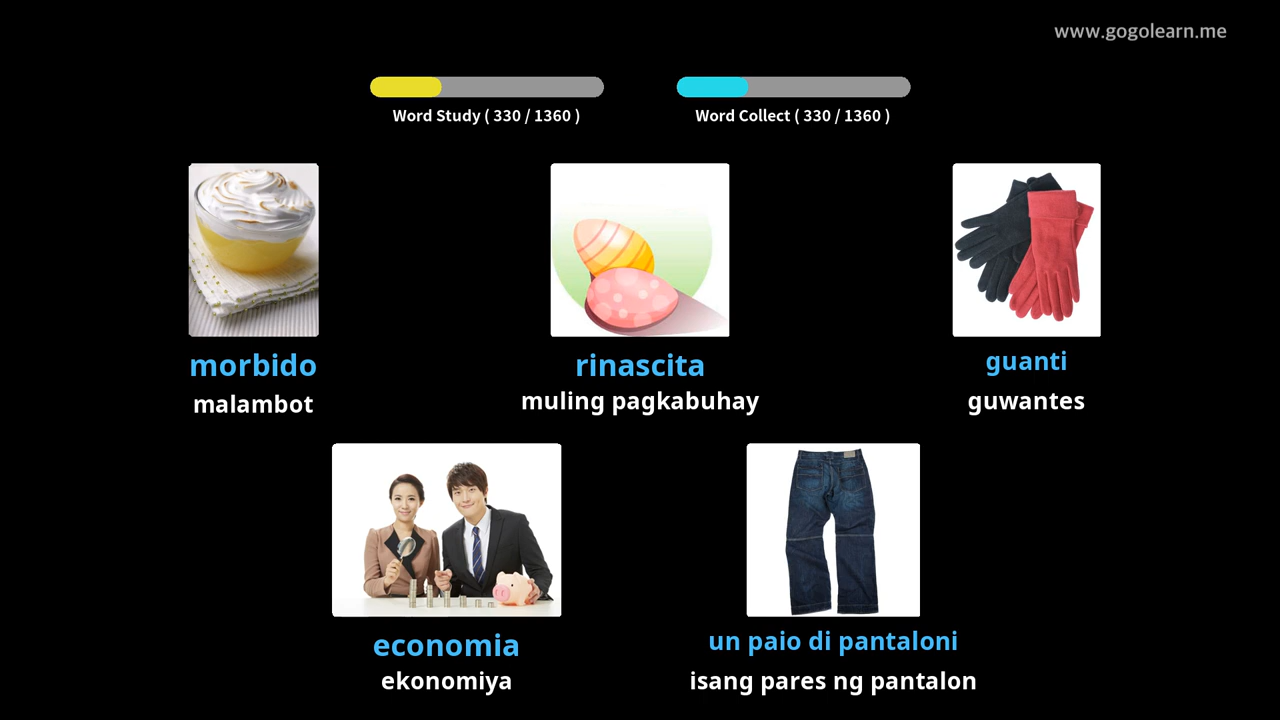 www.gogolearn.me
Word Study ( 330 / 1360 )
Word Collect ( 330 / 1360 )
morbido
malambot
rinascita
muling pagkabuhay
guanti
guwantes
economia
ekonomiya
un paio di pantaloni
isang pares ng pantalon